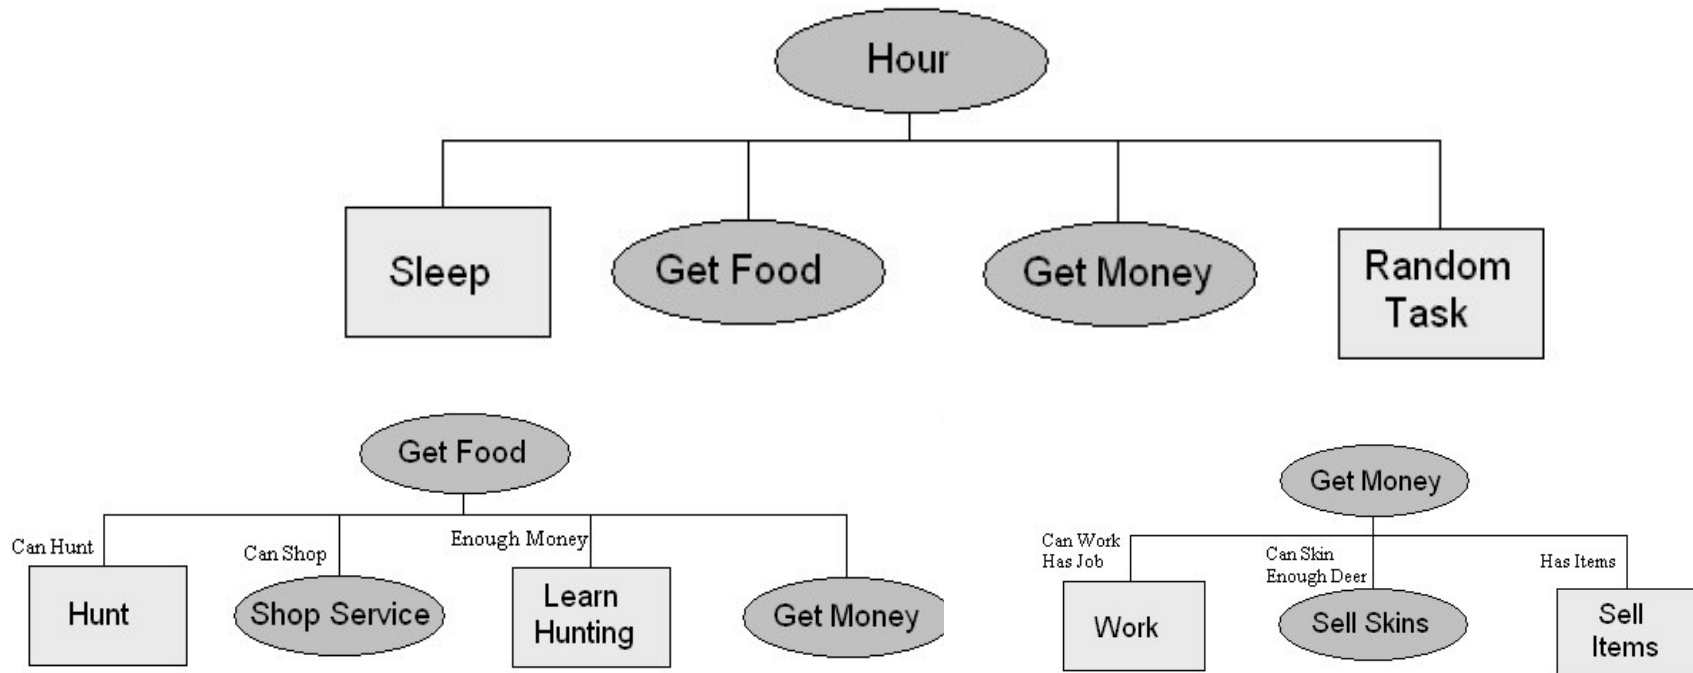 Hour
Sleep
Get Food
Get Money
Random
Task
Get Food
Can Hunt
Can Shop
Enough Money
Hunt
Shop Service
Learn
Hunting
Get Money
Get Money
Can Work
Has Job
Can Skin
Enough Deer
Has Items
Work
Sell Skins
Sell
Items